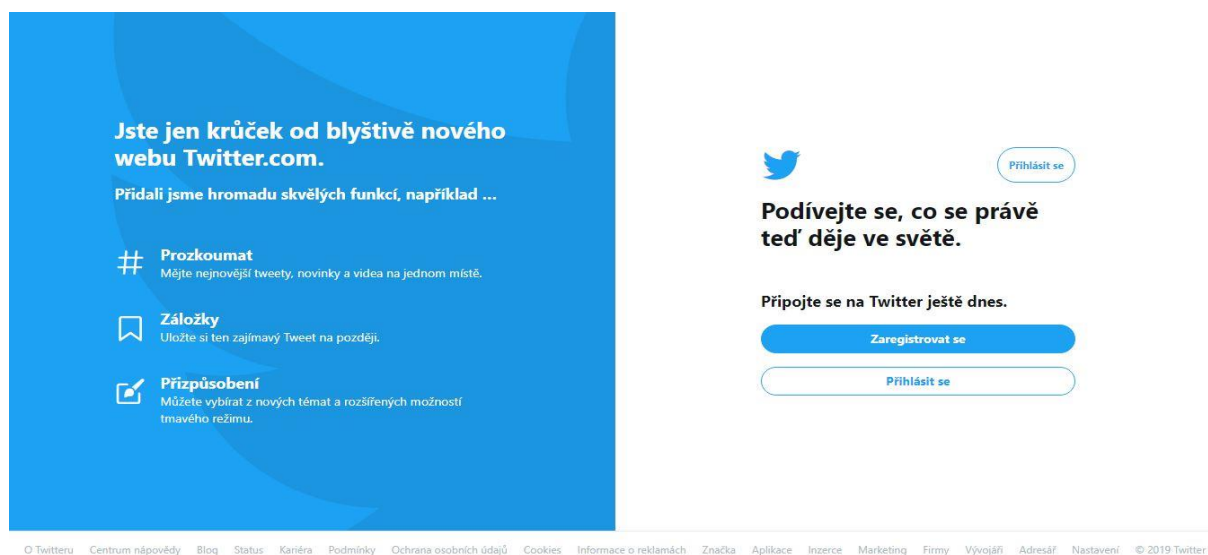 Jste jen krůček od blyštivě nového
webu Twitter.com.
Přidali jsme hromadu skvělých funkcí, například ...
Prozkoumat
Mějte nejnovější tweety, novinky a videa na jednom místě.
Záložky
Uložte si ten zajímavý Tweet na později.
Přizpůsobení
Můžete vybírat z nových témat a rozšířených možností
tmavého režimu.
Přihlásit se
Podívejte se, co se právě
teď děje ve světě.
Připojte se na Twitter ještě dnes.
Zaregistrovat se
Přihlásit se
O Twitteru Centrum nápovědy Blog Status Kariéra Podmínky Ochrana osobních údajů Cookies Informace o reklamách Značka Aplikace Inzerce Marketing Firmy Vývojáři Adresář Nastavení © 2019 Twitter